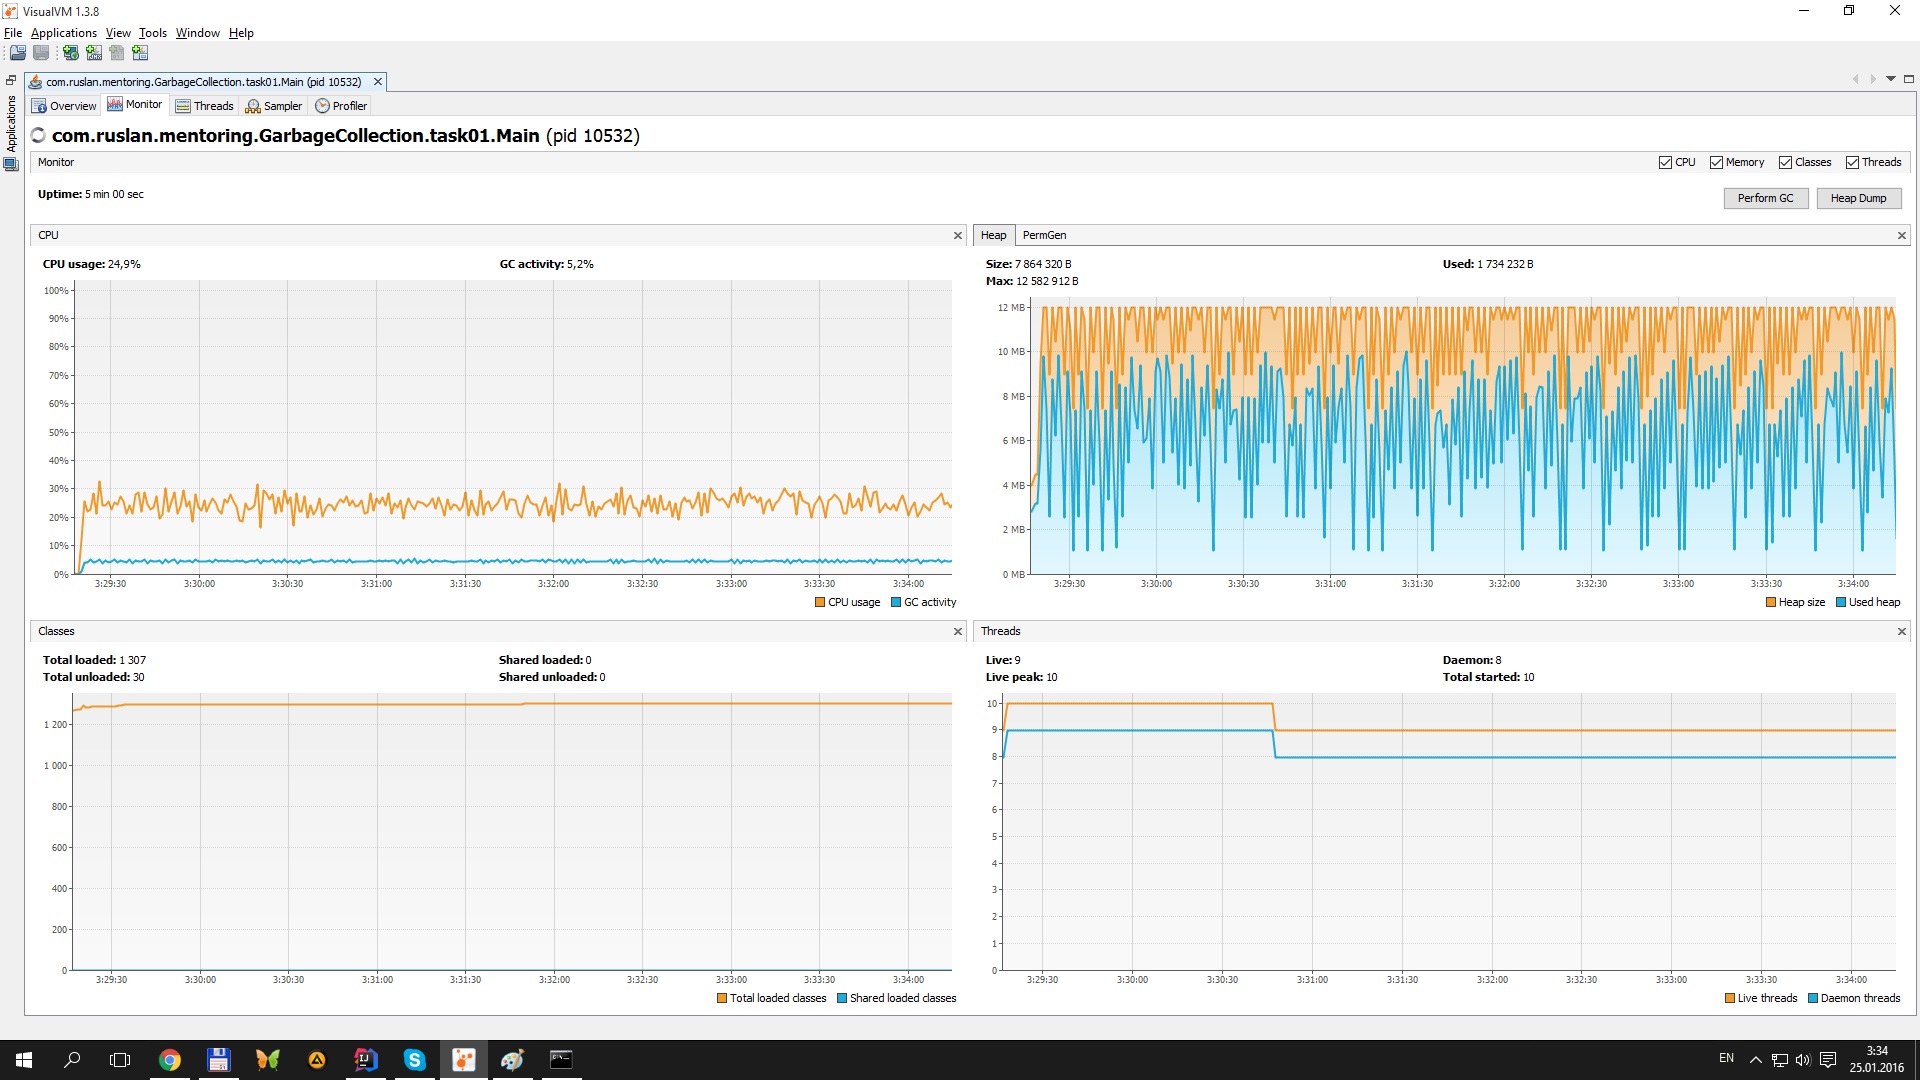 VisualVM 1.3.8
File Applications View Tools Window Help
com.ruslan.mentoring.GarbageCollection.task01.Main (pid 10532)
Applications
Overview Monitor Threads Sampler Profiler
com.ruslan.mentoring.GarbageCollection.task01.Main (pid 10532)
Monitor CPU Memory Classes Threads
Uptime: 5 min 00 sec
Perform GC Heap Dump
CPU
CPU usage: 24,9% GC activity: 5,2%
100%
90%
80%
70%
60%
50%
40%
30%
20%
10%
0%
3:29:30 3:30:00 3:30:30 3:31:00 3:31:30 3:32:00 3:32:30 3:33:00 3:33:30 3:34:00
CPU usage GC activity
Heap PermGen
Size: 7 864 320 B Used: 1 734 232 B
Max: 12 582 912 B
12 MB
10 MB
8 MB
6 MB
4 MB
2 MB
0 MB
3:29:30 3:30:00 3:30:30 3:31:00 3:31:30 3:32:00 3:32:30 3:33:00 3:33:30 3:34:00
Heap size Used heap
Classes
Total loaded: 1 307 Shared loaded: 0
Total unloaded: 30 Shared unloaded: 0
1 200
1 000
800
600
400
200
0
3:29:30 3:30:00 3:30:30 3:31:00 3:31:30 3:32:00 3:32:30 3:33:00 3:33:30 3:34:00
Total loaded classes Shared loaded classes
Threads
Live: 9 Daemon: 8
Live peak: 10 Total started: 10
10
9
8
7
6
5
4
3
2
1
0
3:29:30 3:30:00 3:30:30 3:31:00 3:31:30 3:32:00 3:32:30 3:33:00 3:33:30 3:34:00
Live threads Daemon threads
EN
3:34
25.01.2016